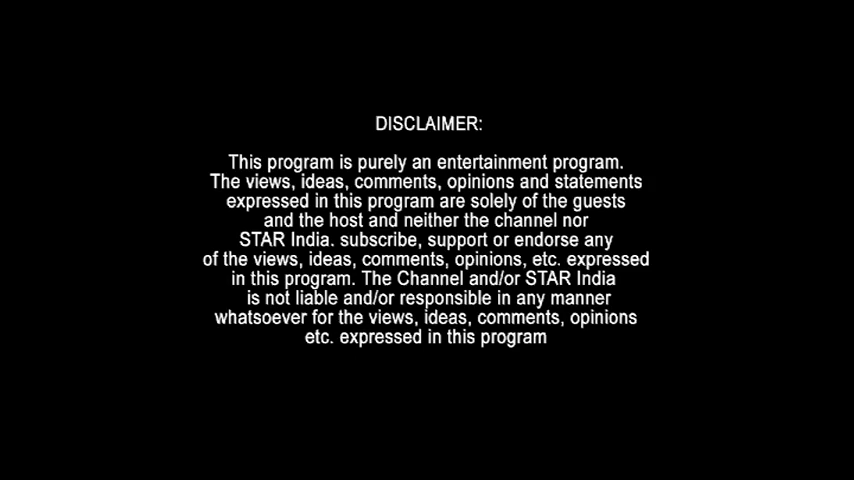 DISCLAIMER:
This program is purely an entertainment program.
The views, ideas, comments, opinions and statements
expressed in this program are solely of the guests
and the host and neither the channel nor
STAR India. subscribe, support or endorse any
of the views, ideas, comments, opinions, etc. expressed
in this program. The Channel and/or STAR India
is not liable and/or responsible in any manner
whatsoever for the views, ideas, comments, opinions
etc. expressed in this program